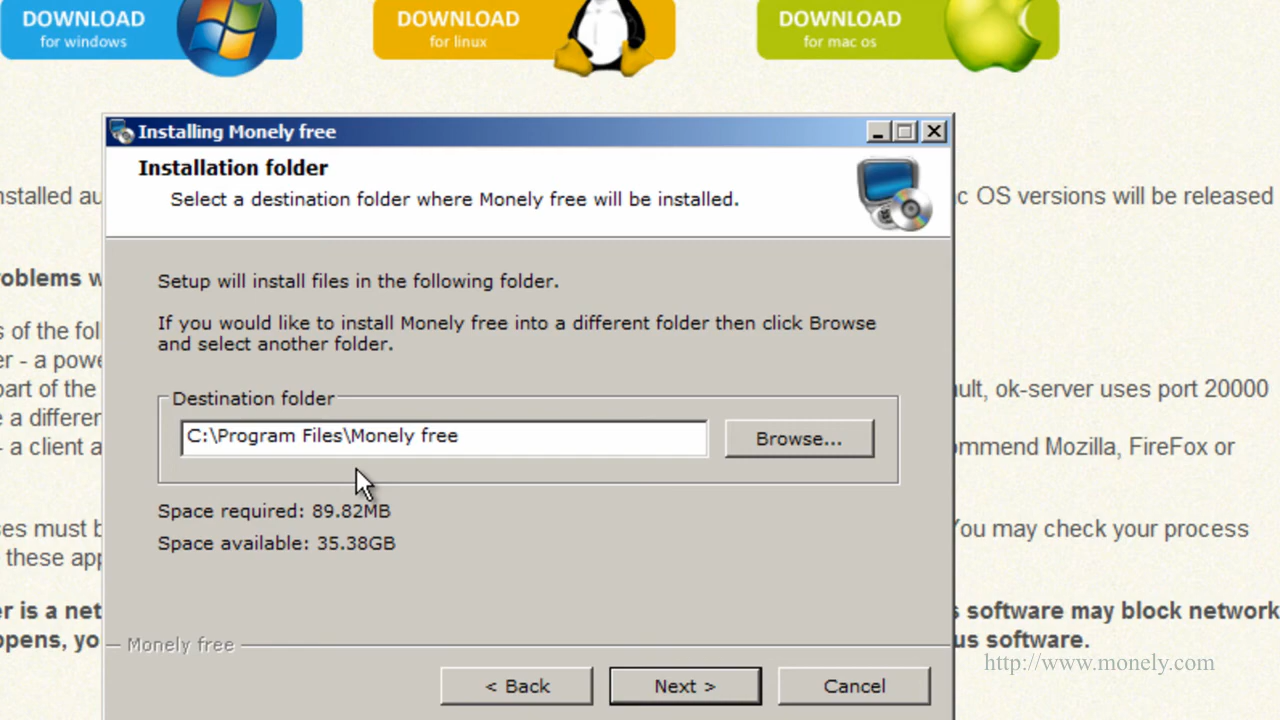 DOWNLOAD
for windows
DOWNLOAD
for linux
DOWNLOAD
for mac os
Installing Monely free
Installation folder
Select a destination folder where Monely free will be installed.
nstalled au
c OS versions will be released
Setup will install files in the following folder.
roblems w
If you would like to install Monely free into a different folder then click Browse
and select another folder.
s of the fol
er - a powe
part of the
ault, ok-server uses port 20000
e a differen
- a client a
ommend Mozilla, FireFox or
Destination folder
C:\Program Files\Monely free
Browse...
Space required: 89.82MB
Space available: 35.38GB
ses must b
You may check your process
these app
er is a net
s software may block network
ppens, yo
us software.
Monely free
http://www.monely.com
< Back
Next >
Cancel